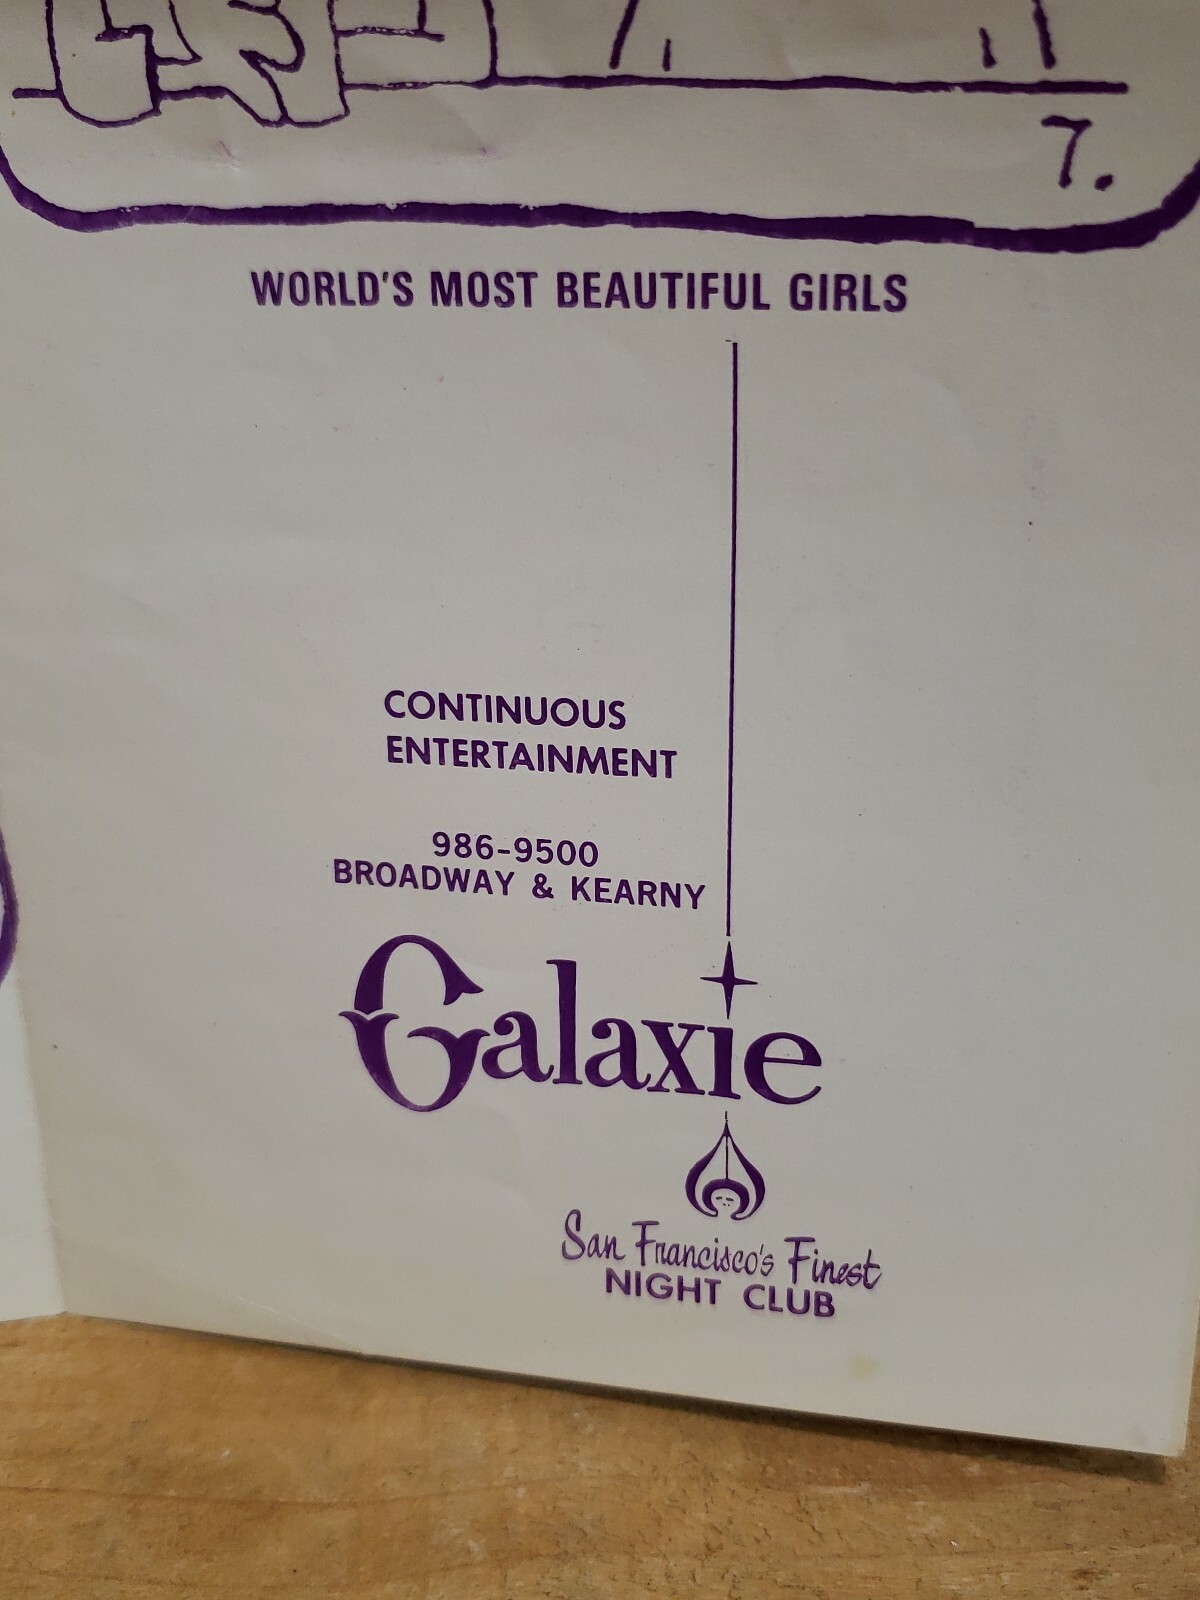 7.
WORLD'S MOST BEAUTIFUL GIRLS
CONTINUOUS
ENTERTAINMENT
986-9500
BROADWAY & KEARNY
Galaxie
San Francisco's Finest
NIGHT CLUB